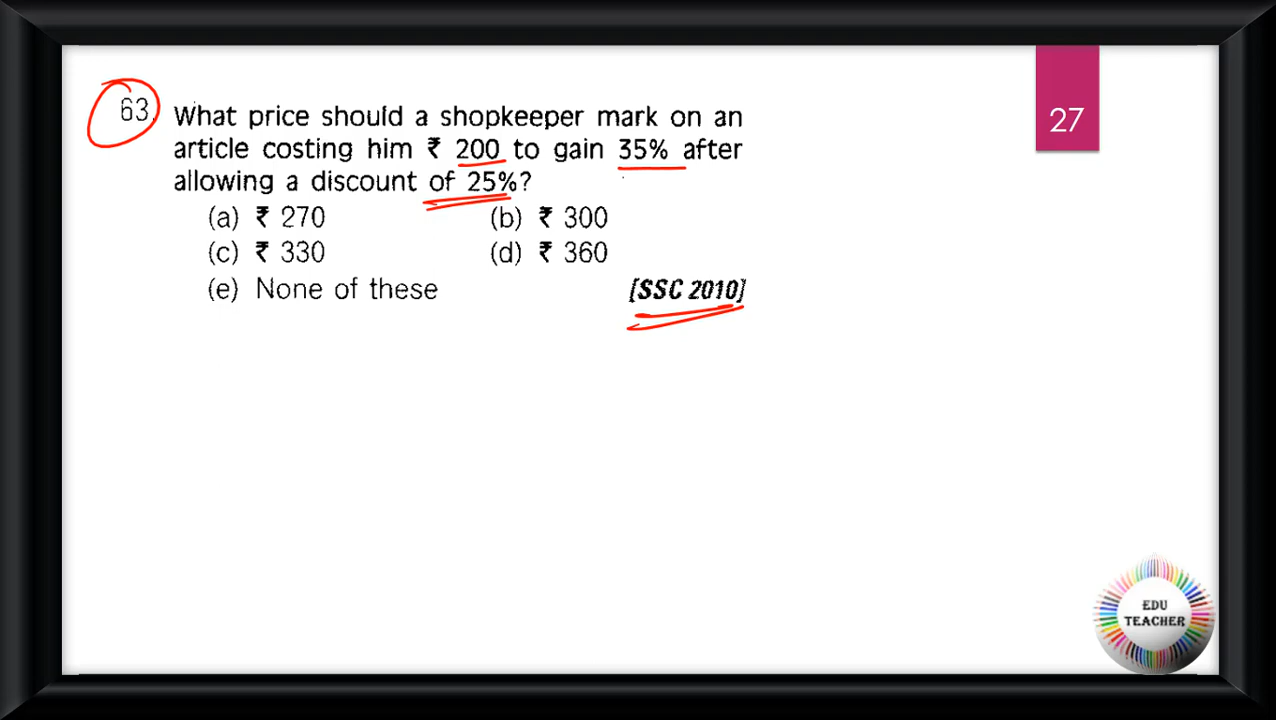 27
63. What price should a shopkeeper mark on an
article costing him ₹ 200 to gain 35% after
allowing a discount of 25%?
(a) ₹ 270 (b) ₹ 300
(c) ₹ 330 (d) ₹ 360
(e) None of these [SSC 2010]
EDU
TEACHER